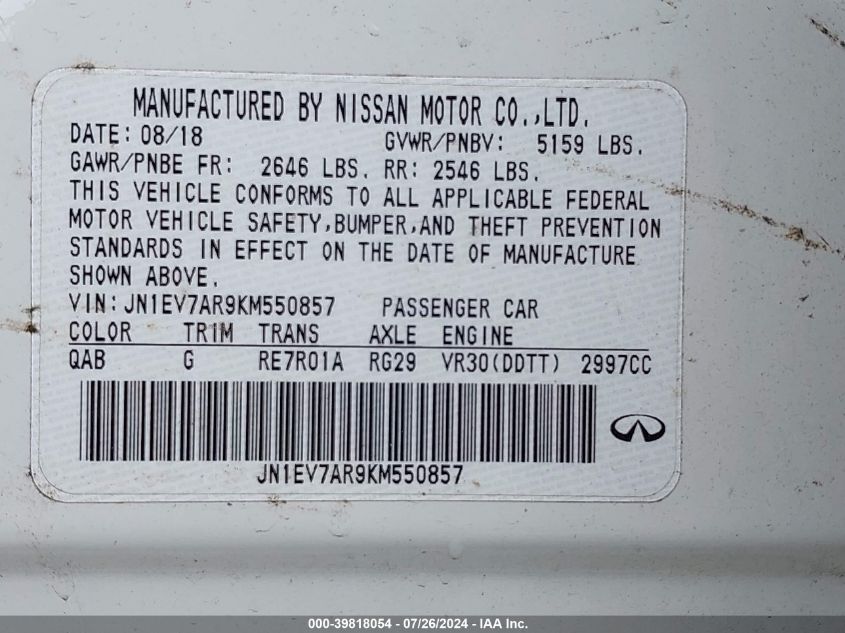 MANUFACTURED BY NISSAN MOTOR CO.,LTD.
DATE: 08/18 GVWR/PNBV: 5159 LBS.
GAWR/PNBE FR: 2646 LBS. RR: 2546 LBS.
THIS VEHICLE CONFORMS TO ALL APPLICABLE FEDERAL
MOTOR VEHICLE SAFETY,BUMPER,AND THEFT PREVENTION
STANDARDS IN EFFECT ON THE DATE OF MANUFACTURE
SHOWN ABOVE.
VIN:JN1EV7AR9KM550857 PASSENGER CAR
COLOR TRIM TRANS AXLE ENGINE
QAB G RE7R01A RG29 VR30(DDTT) 2997CC
JN1EV7AR9KM550857
000-39818054 - 07/26/2024 - IAA Inc.